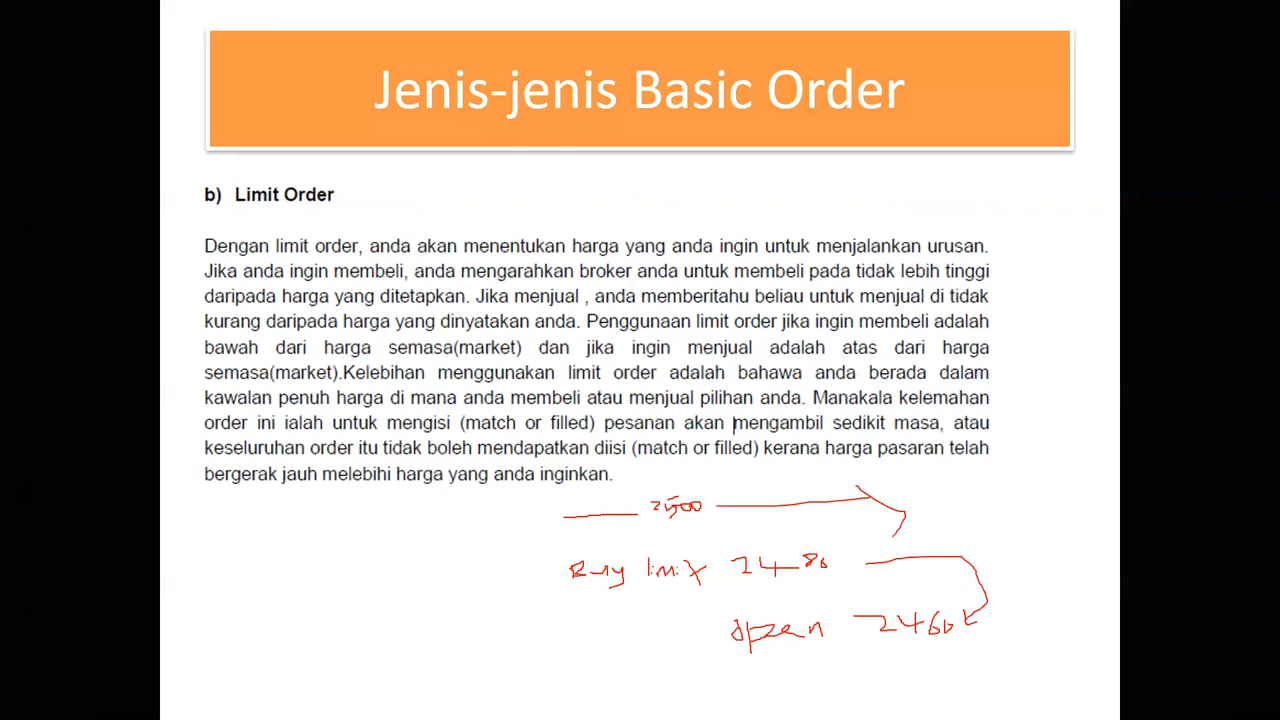 Jenis-jenis Basic Order
b) Limit Order
Dengan limit order, anda akan menentukan harga yang anda ingin untuk menjalankan urusan.
Jika anda ingin membeli, anda mengarahkan broker anda untuk membeli pada tidak lebih tinggi
daripada harga yang ditetapkan. Jika menjual , anda memberitahu beliau untuk menjual di tidak
kurang daripada harga yang dinyatakan anda. Penggunaan limit order jika ingin membeli adalah
bawah dari harga semasa(market) dan jika ingin menjual adalah atas dari harga
semasa(market).Kelebihan menggunakan limit order adalah bahawa anda berada dalam
kawalan penuh harga di mana anda membeli atau menjual pilihan anda. Manakala kelemahan
order ini ialah untuk mengisi (match or filled) pesanan akan mengambil sedikit masa, atau
keseluruhan order itu tidak boleh mendapatkan diisi (match or filled) kerana harga pasaran telah
bergerak jauh melebihi harga yang anda inginkan.
2500
Buy limit 2480
open 2460